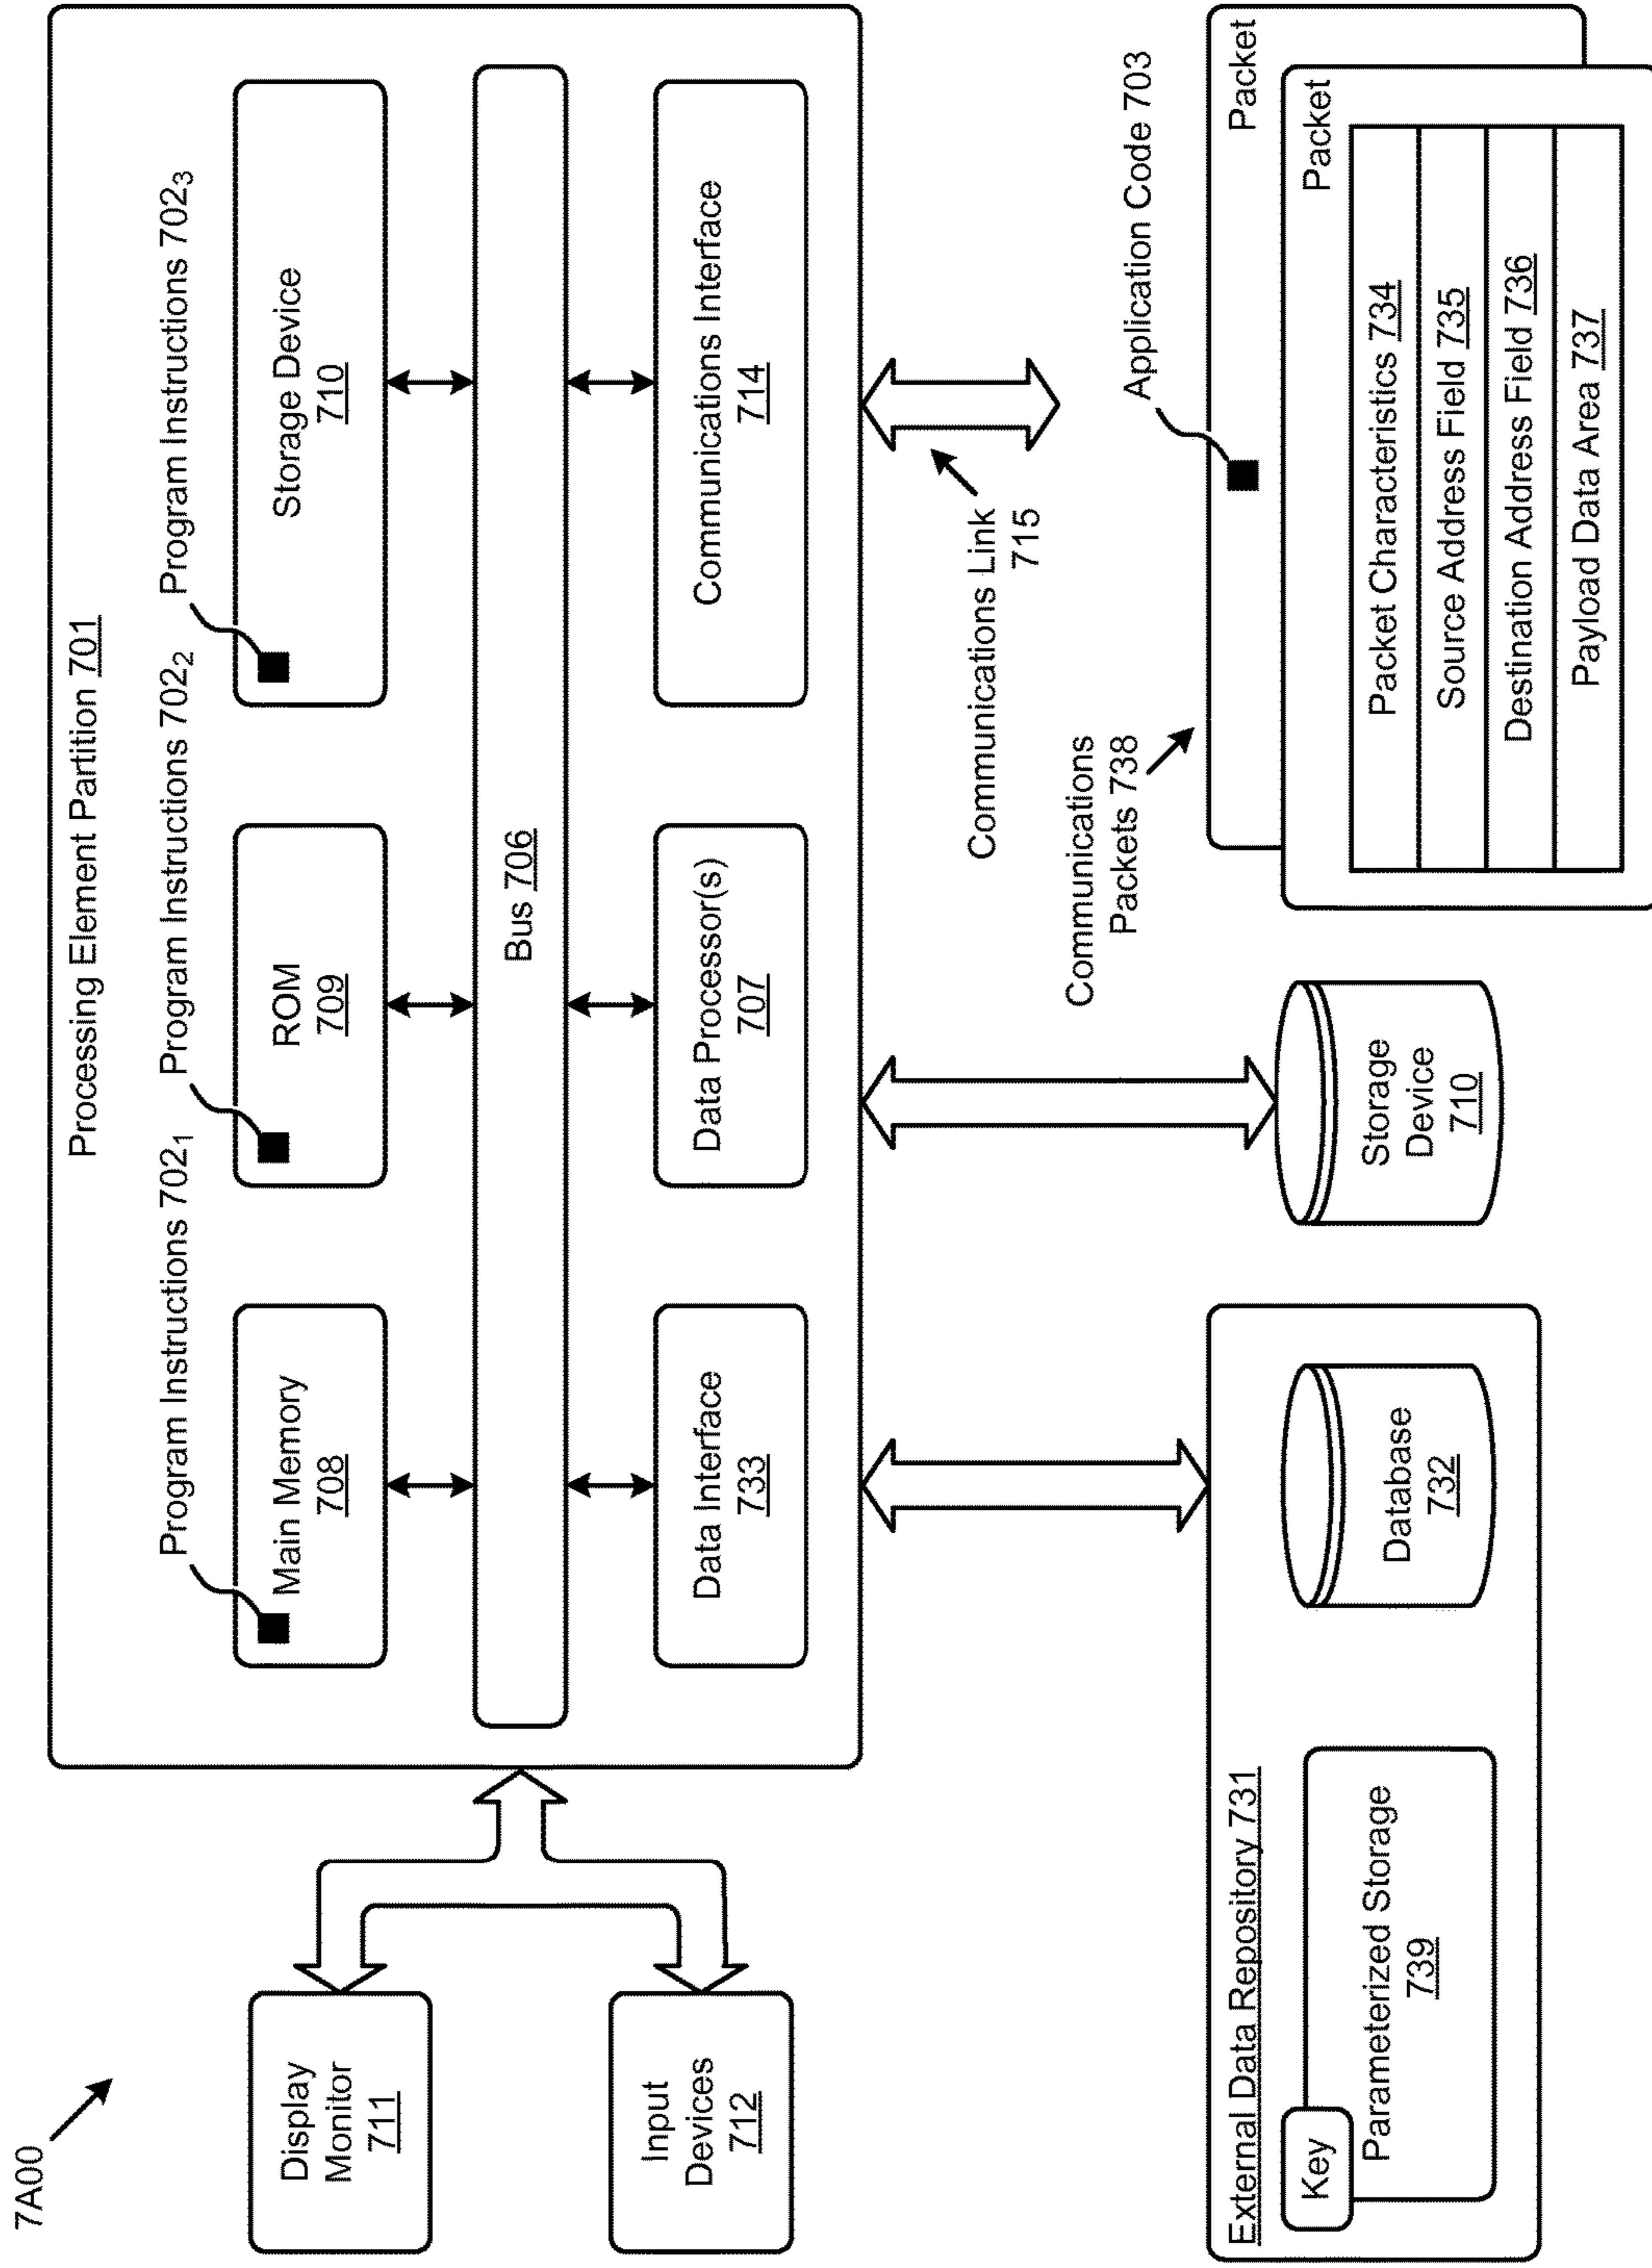 7A00
Processing Element Partition 701
Program Instructions 702₁
Program Instructions 702₂
Program Instructions 702₃
Main Memory
708
ROM
709
Storage Device
710
Bus 706
Data Interface
733
Data Processor(s)
707
Communications Interface
714
Display
Monitor
711
Input
Devices
712
Communications Link
715
External Data Repository 731
Key
Parameterized Storage
739
Database
732
Storage
Device
710
Communications
Packets 738
Application Code 703
Packet
Packet
Packet Characteristics 734
Source Address Field 735
Destination Address Field 736
Payload Data Area 737